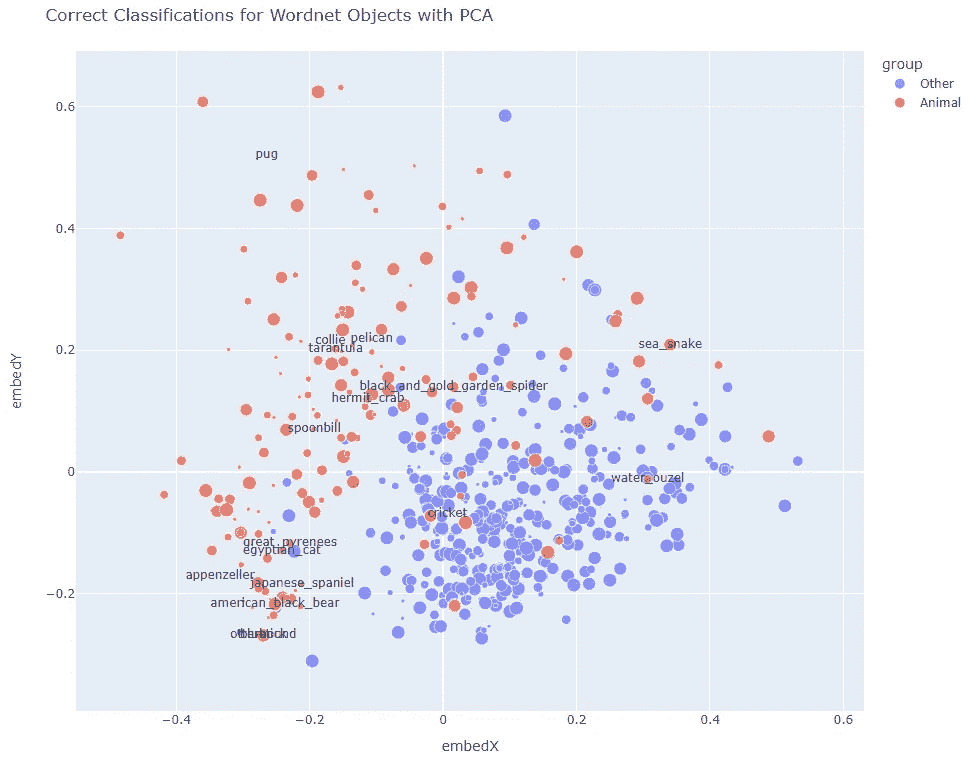 Correct Classifications for Wordnet Objects with PCA
group
Other
Animal
0.6
0.4
0.2
0
−0.2
embedY
pug
collie
pelican
tarantula
sea_snake
black_and_gold_garden_spider
hermit_crab
spoonbill
water_ouzel
cricket
great_pyrenees
egyptian_cat
appenzeller
japanese_spaniel
american_black_bear
−0.4
−0.2
0
0.2
0.4
0.6
embedX